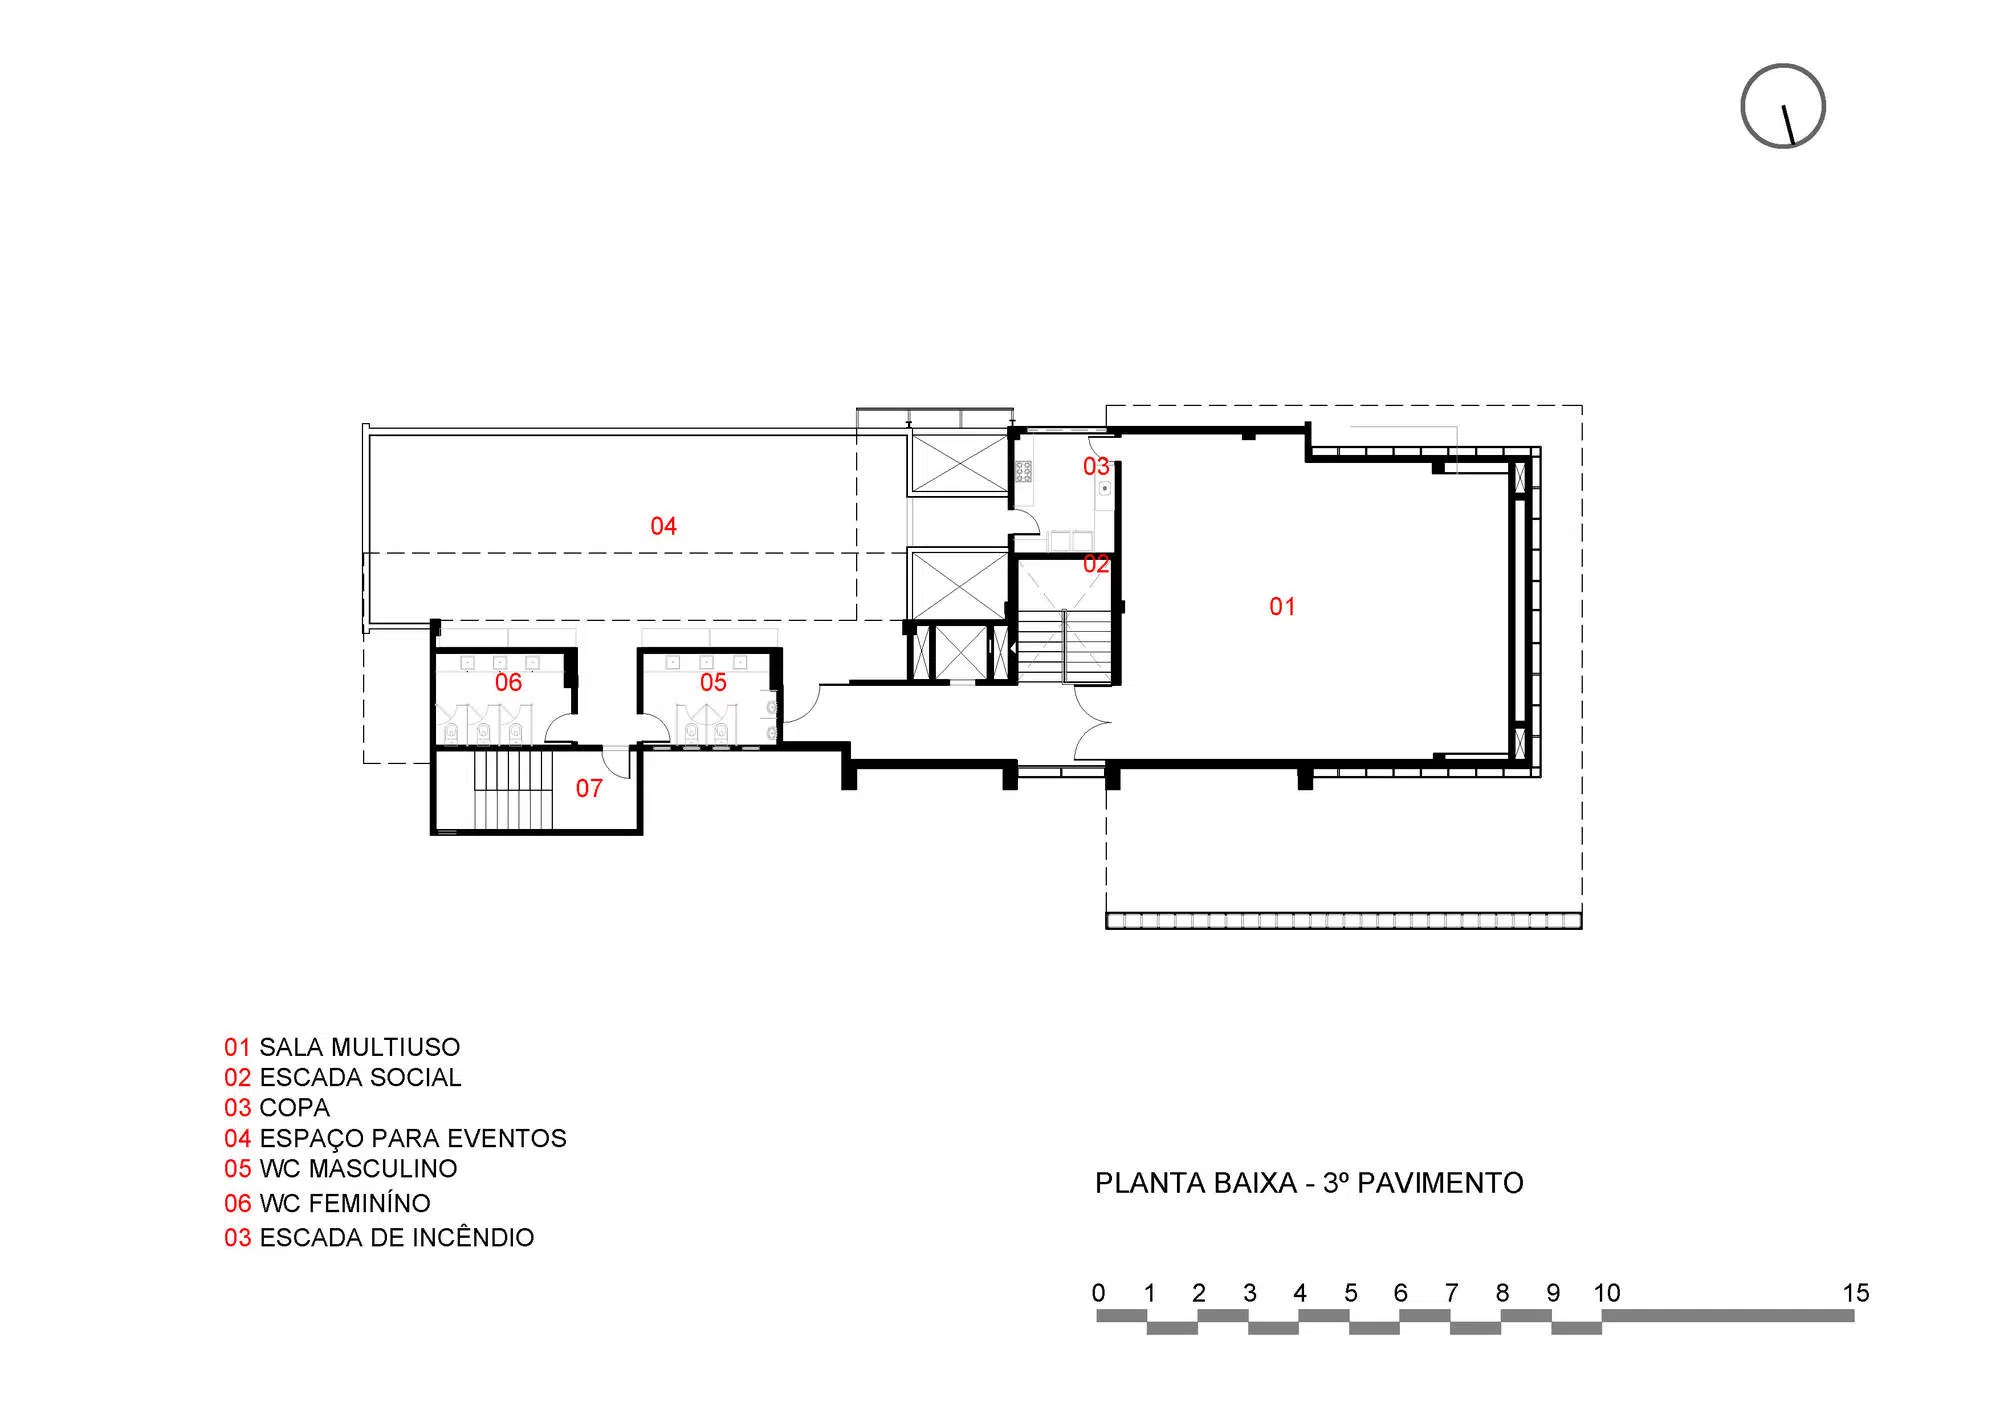 03
04
02
01
06
05
07
01 SALA MULTIUSO
02 ESCADA SOCIAL
03 COPA
04 ESPAÇO PARA EVENTOS
05 WC MASCULINO
06 WC FEMINÍNO
03 ESCADA DE INCÊNDIO
PLANTA BAIXA - 3º PAVIMENTO
0 1 2 3 4 5 6 7 8 9 10 15